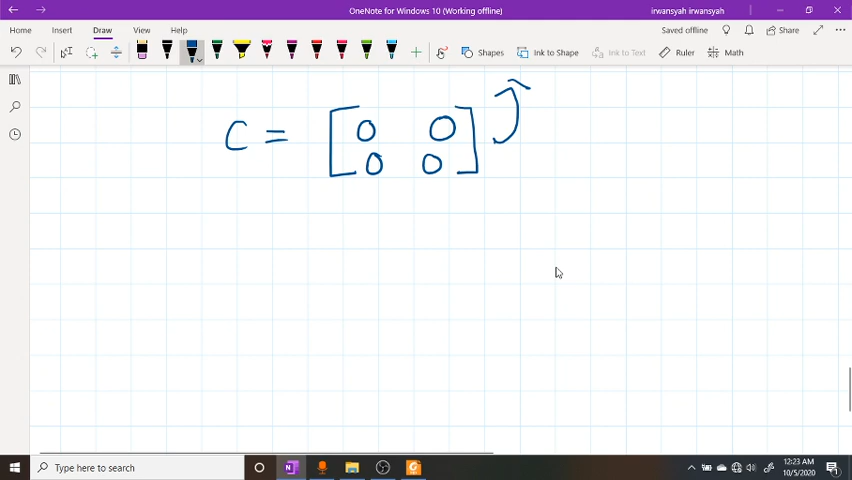 OneNote for Windows 10 (Working offline)
irwansyah irwansyah
Home Insert Draw View Help
Saved offline Share
Shapes Ink to Shape Ink to Text Ruler Math
C = [ 0 0
0 0 ]
Type here to search
12:23 AM
10/5/2020
1